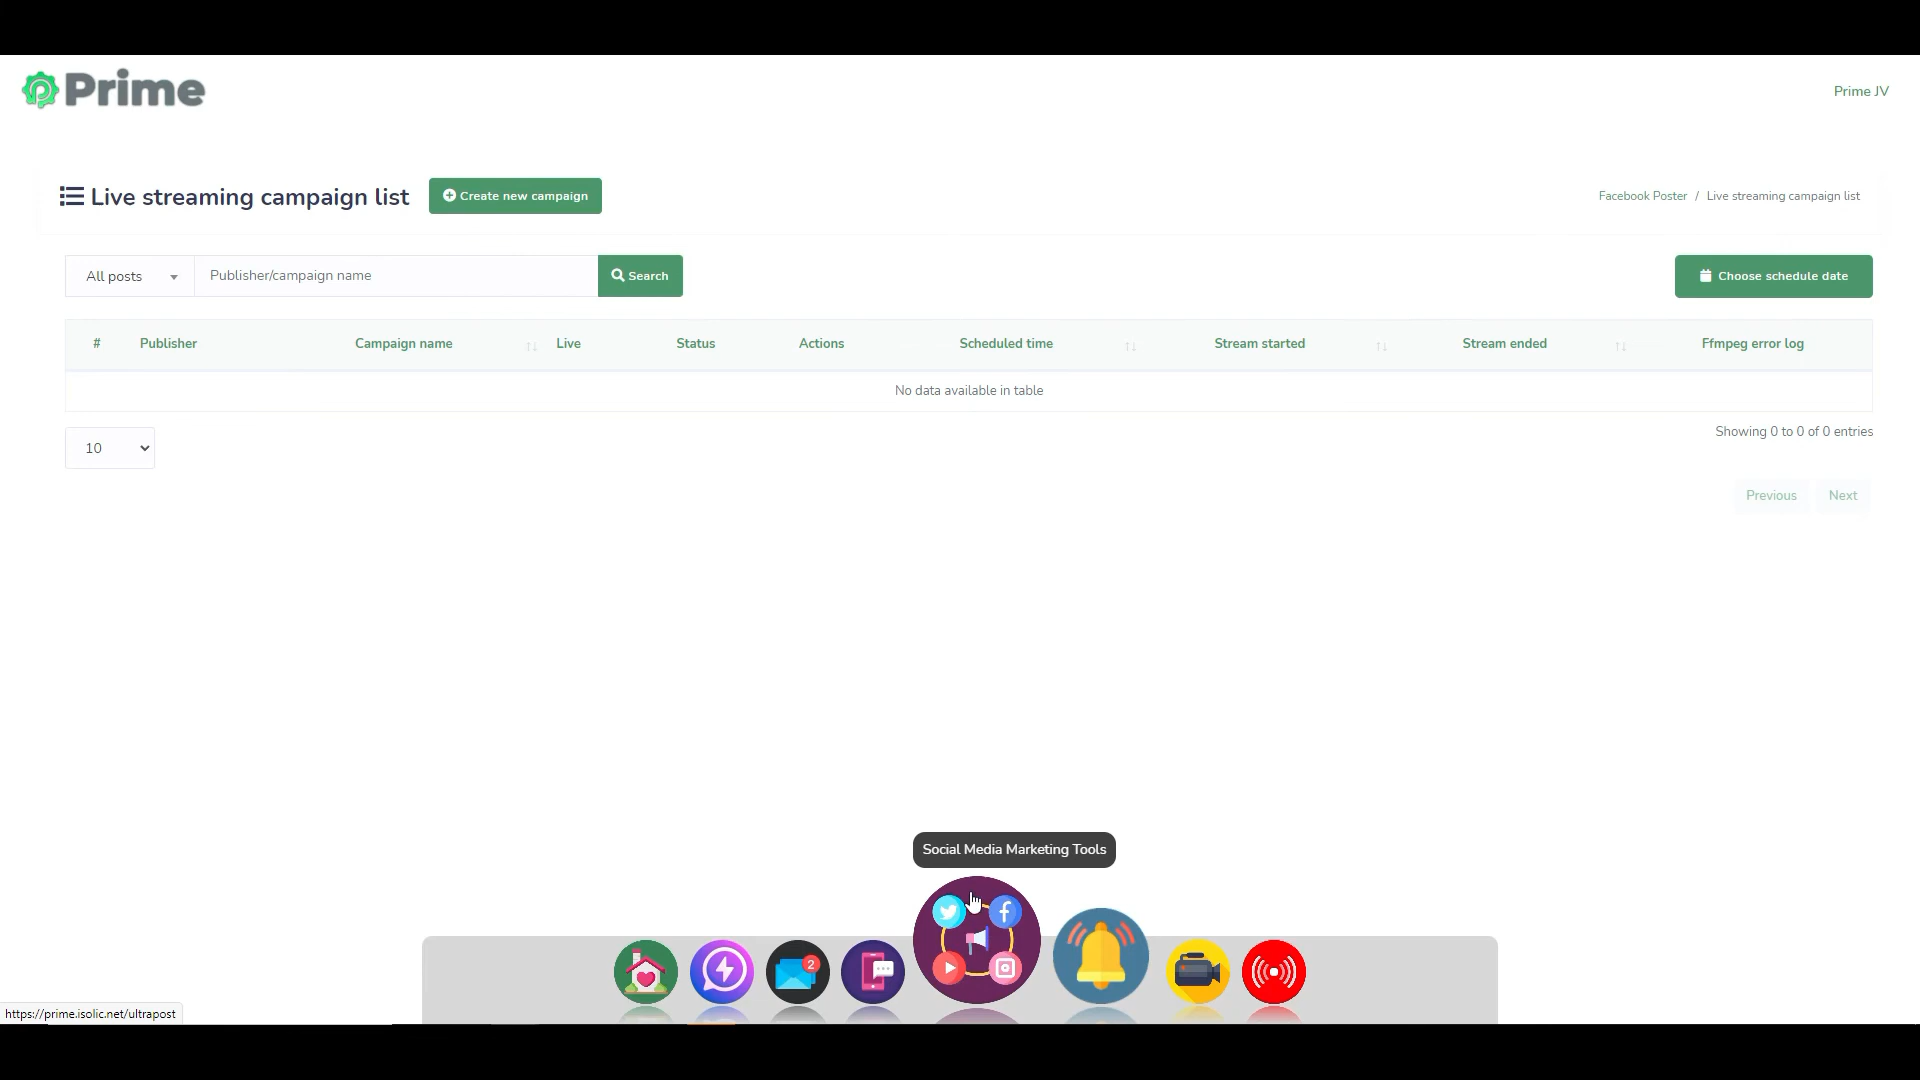 Prime
Prime JV
Live streaming campaign list
Create new campaign
Facebook Poster / Live streaming campaign list
All posts
Publisher/campaign name
Search
Choose schedule date
# Publisher Campaign name Live Status Actions Scheduled time Stream started Stream ended Ffmpeg error log
No data available in table
10
Showing 0 to 0 of 0 entries
Previous Next
Social Media Marketing Tools
2
https://prime.isolic.net/ultrapost